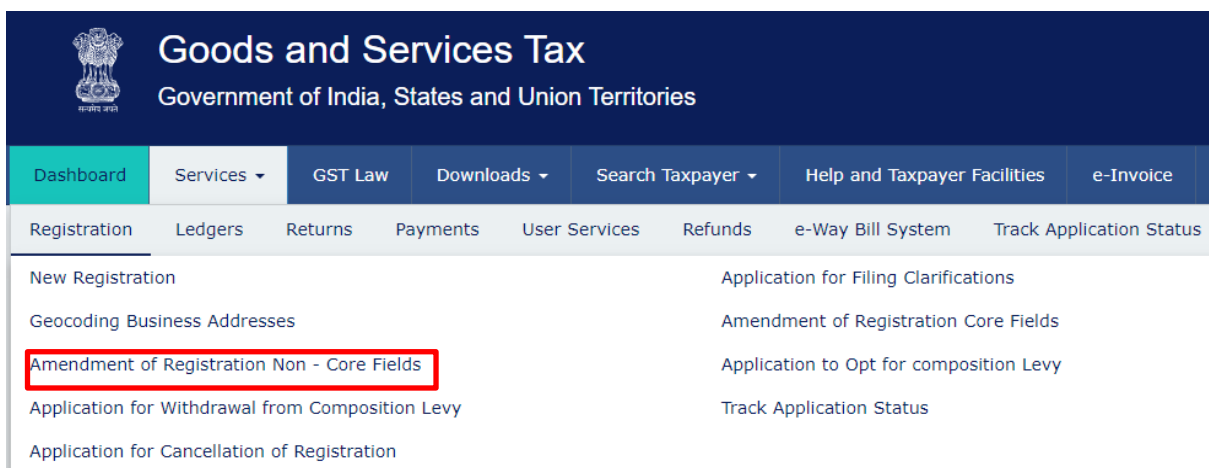 Goods and Services Tax
Government of India, States and Union Territories
सत्यमेव जयते
Dashboard Services GST Law Downloads Search Taxpayer Help and Taxpayer Facilities e-Invoice
Registration Ledgers Returns Payments User Services Refunds e-Way Bill System Track Application Status
New Registration Application for Filing Clarifications
Geocoding Business Addresses Amendment of Registration Core Fields
Amendment of Registration Non - Core Fields Application to Opt for composition Levy
Application for Withdrawal from Composition Levy Track Application Status
Application for Cancellation of Registration